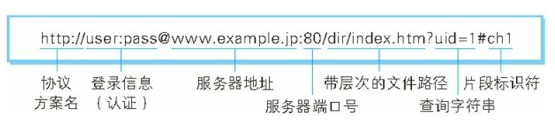 http://user:pass@www.example.jp:80/dir/index.htm?uid=1#ch1
协议 登录信息 服务器地址 带层次的文件路径 片段标识符
方案名 (认证) 服务器端口号 查询字符串